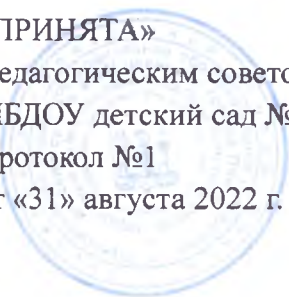 ПРИНЯТА»
едагогическим совето
БДОУ детский сад №
ротокол №1
«31» августа 2022 г.